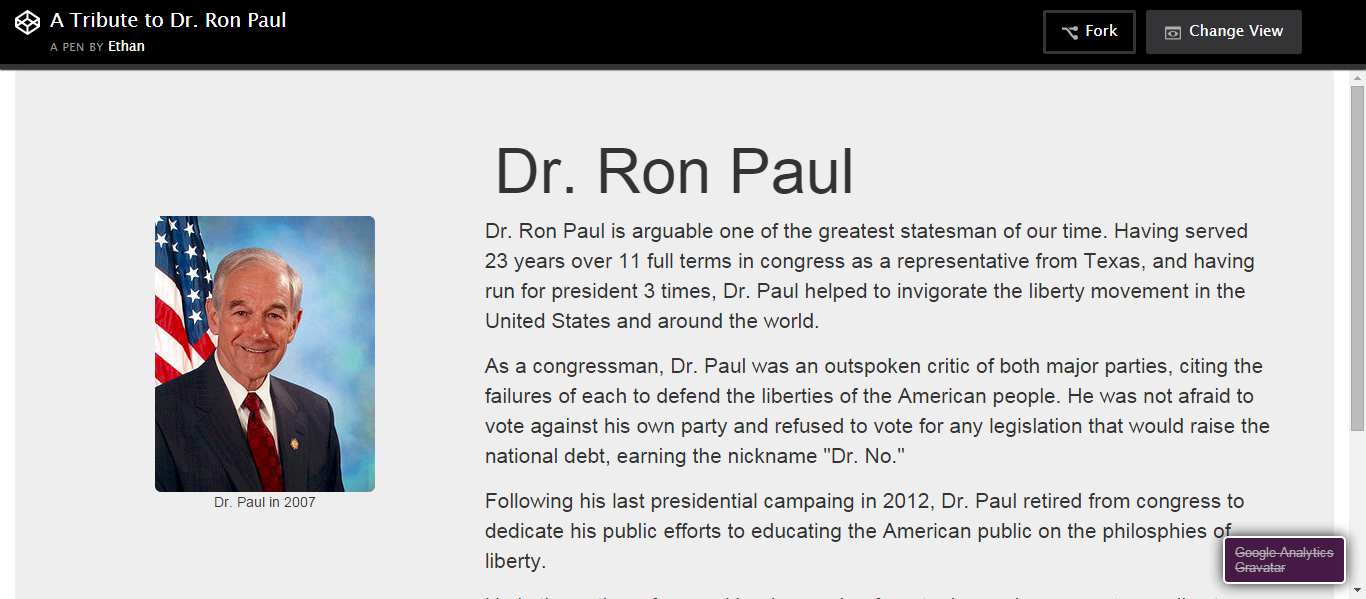 A Tribute to Dr. Ron Paul
A PEN BY Ethan
Fork
Change View
Dr. Ron Paul
Dr. Ron Paul is arguable one of the greatest statesman of our time. Having served
23 years over 11 full terms in congress as a representative from Texas, and having
run for president 3 times, Dr. Paul helped to invigorate the liberty movement in the
United States and around the world.
As a congressman, Dr. Paul was an outspoken critic of both major parties, citing the
failures of each to defend the liberties of the American people. He was not afraid to
vote against his own party and refused to vote for any legislation that would raise the
national debt, earning the nickname "Dr. No."
Dr. Paul in 2007
Following his last presidential campaing in 2012, Dr. Paul retired from congress to
dedicate his public efforts to educating the American public on the philosphies of
liberty.
Google Analytics
Gravatar